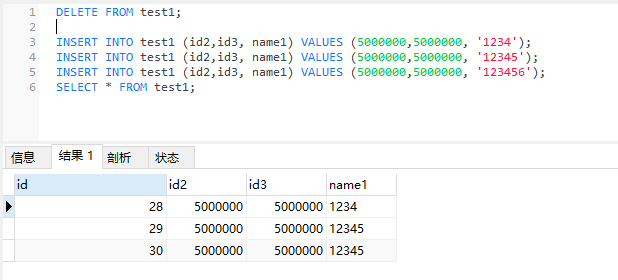 1 DELETE FROM test1;
2
3 INSERT INTO test1 (id2,id3, name1) VALUES (5000000,5000000, '1234');
4 INSERT INTO test1 (id2,id3, name1) VALUES (5000000,5000000, '12345');
5 INSERT INTO test1 (id2,id3, name1) VALUES (5000000,5000000, '123456');
6 SELECT * FROM test1;
信息 结果 1 剖析 状态
id id2 id3 name1
28 5000000 5000000 1234
29 5000000 5000000 12345
30 5000000 5000000 12345